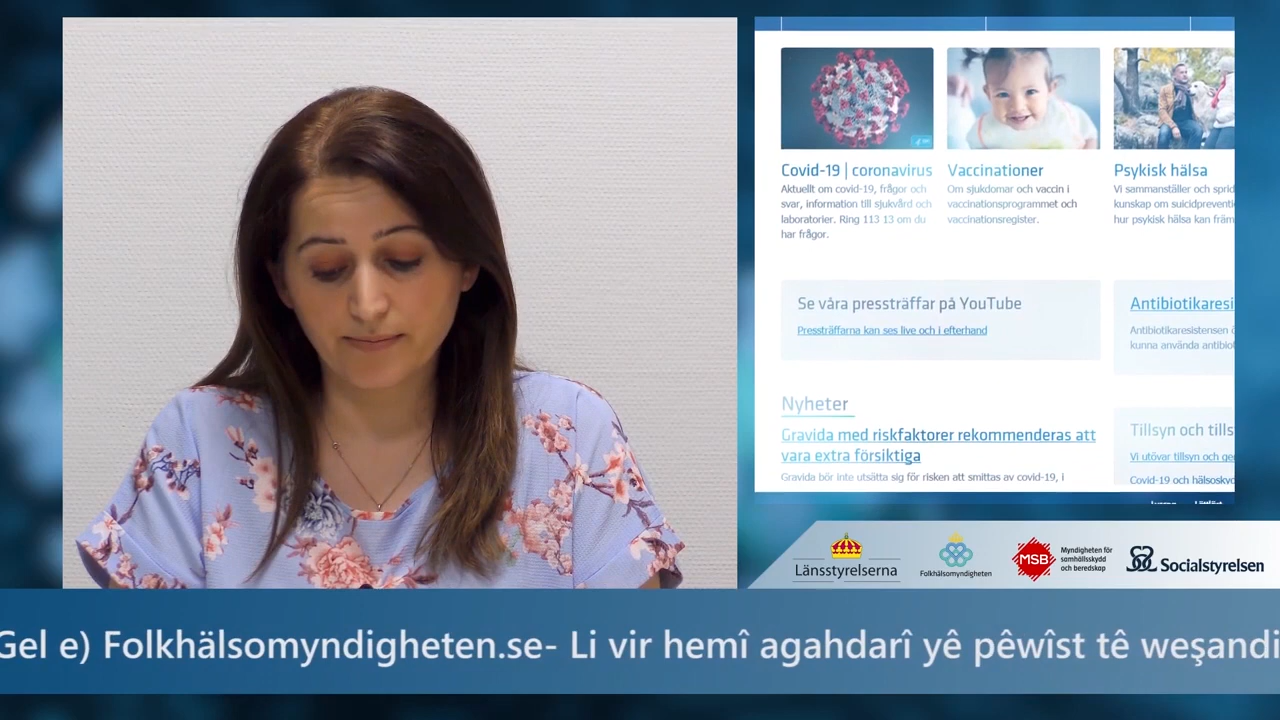 Covid-19 | coronavirus
Aktuellt om covid-19, frågor och
svar, information till sjukvård och
laboratorier. Ring 113 13 om du
har frågor.
Vaccinationer
Om sjukdomar och vaccin i
vaccinationsprogrammet och
vaccinationsregister.
Psykisk hälsa
Vi sammanställer och sprid
kunskap om suicidpreventi
hur psykisk hälsa kan främ
Se våra pressträffar på YouTube
Pressträffarna kan ses live och i efterhand
Antibiotikaresi
Antibiotikaresistensen ö
kunna använda antibiot
Nyheter
Gravida med riskfaktorer rekommenderas att
vara extra försiktiga
Gravida bör inte utsätta sig för risken att smittas av covid-19, i
Tillsyn och tills
Vi utövar tillsyn och ge
Covid-19 och hälsoskyd
Länsstyrelserna
Folkhälsomyndigheten
MSB
Myndigheten för
samhällsskydd
och beredskap
Socialstyrelsen
Gel e) Folkhälsomyndigheten.se- Li vir hemî agahdarî yê pêwîst tê weşandi